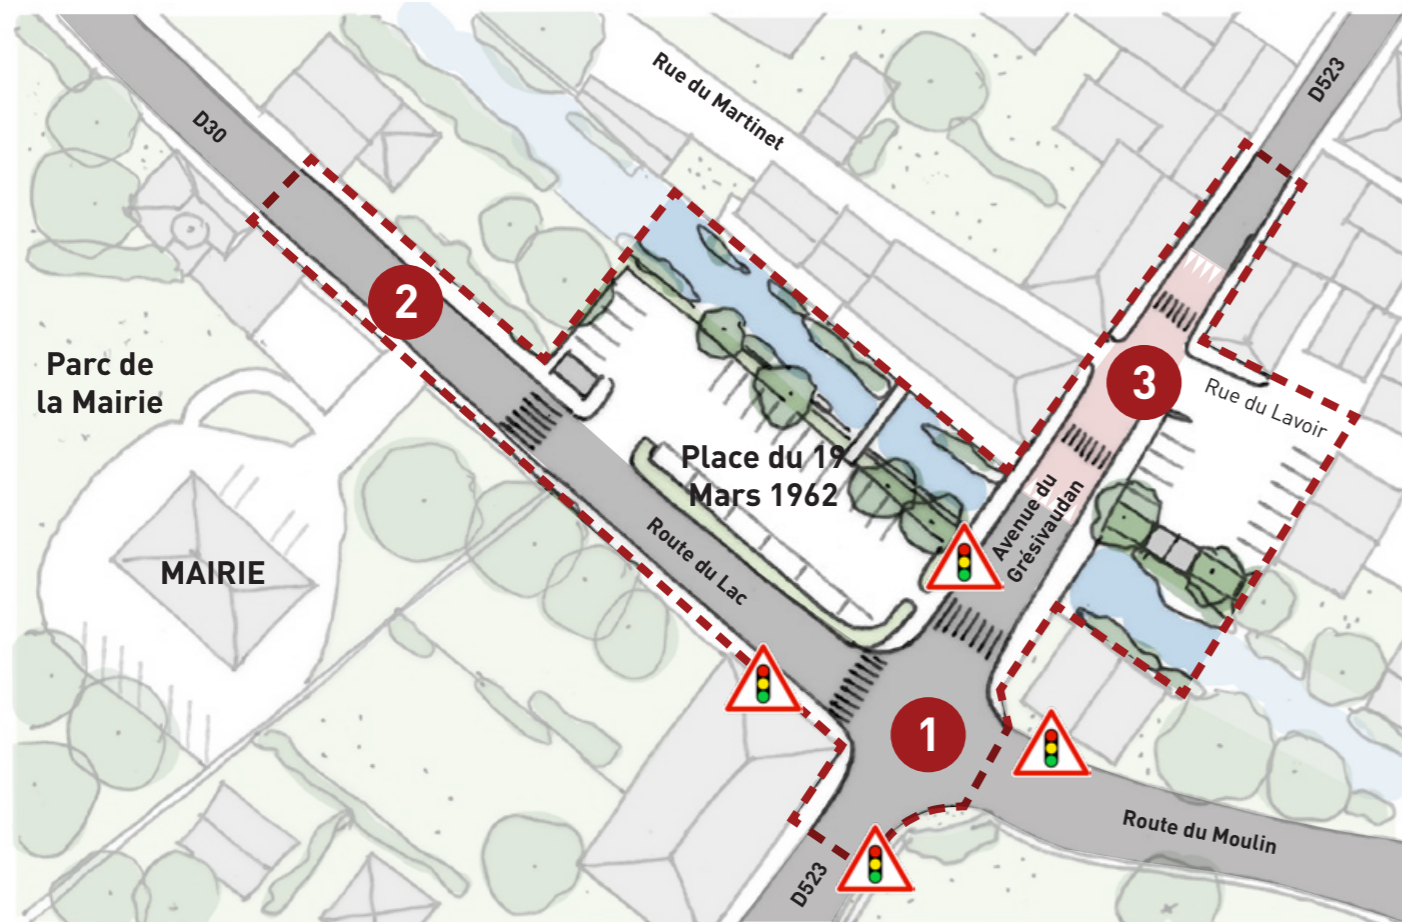 Rue du Martinet
D523
D30
2
Parc de
la Mairie
3
Rue du Lavoir
Place du 19
Mars 1962
Avenue du
Grésivaudan
Route du Lac
MAIRIE
1
Route du Moulin
D523